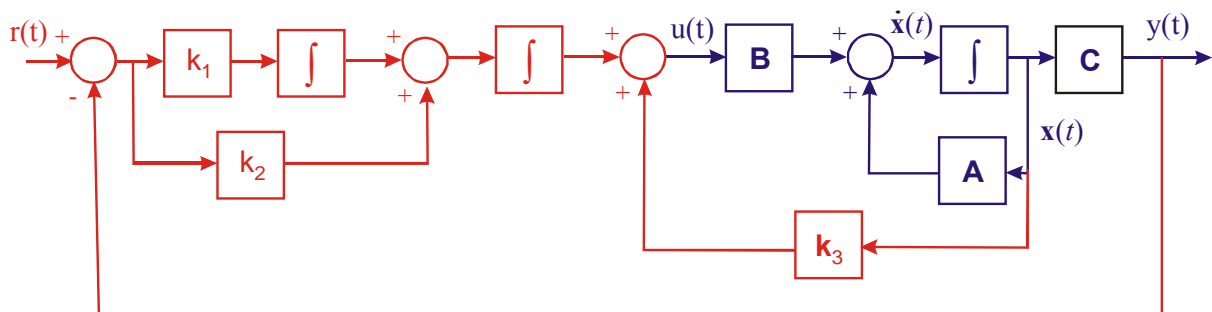 r(t) + - k₁ ∫ + + k₂ ∫ + + u(t) B + + ẋ(t) ∫ C y(t)
x(t)
A
k₃